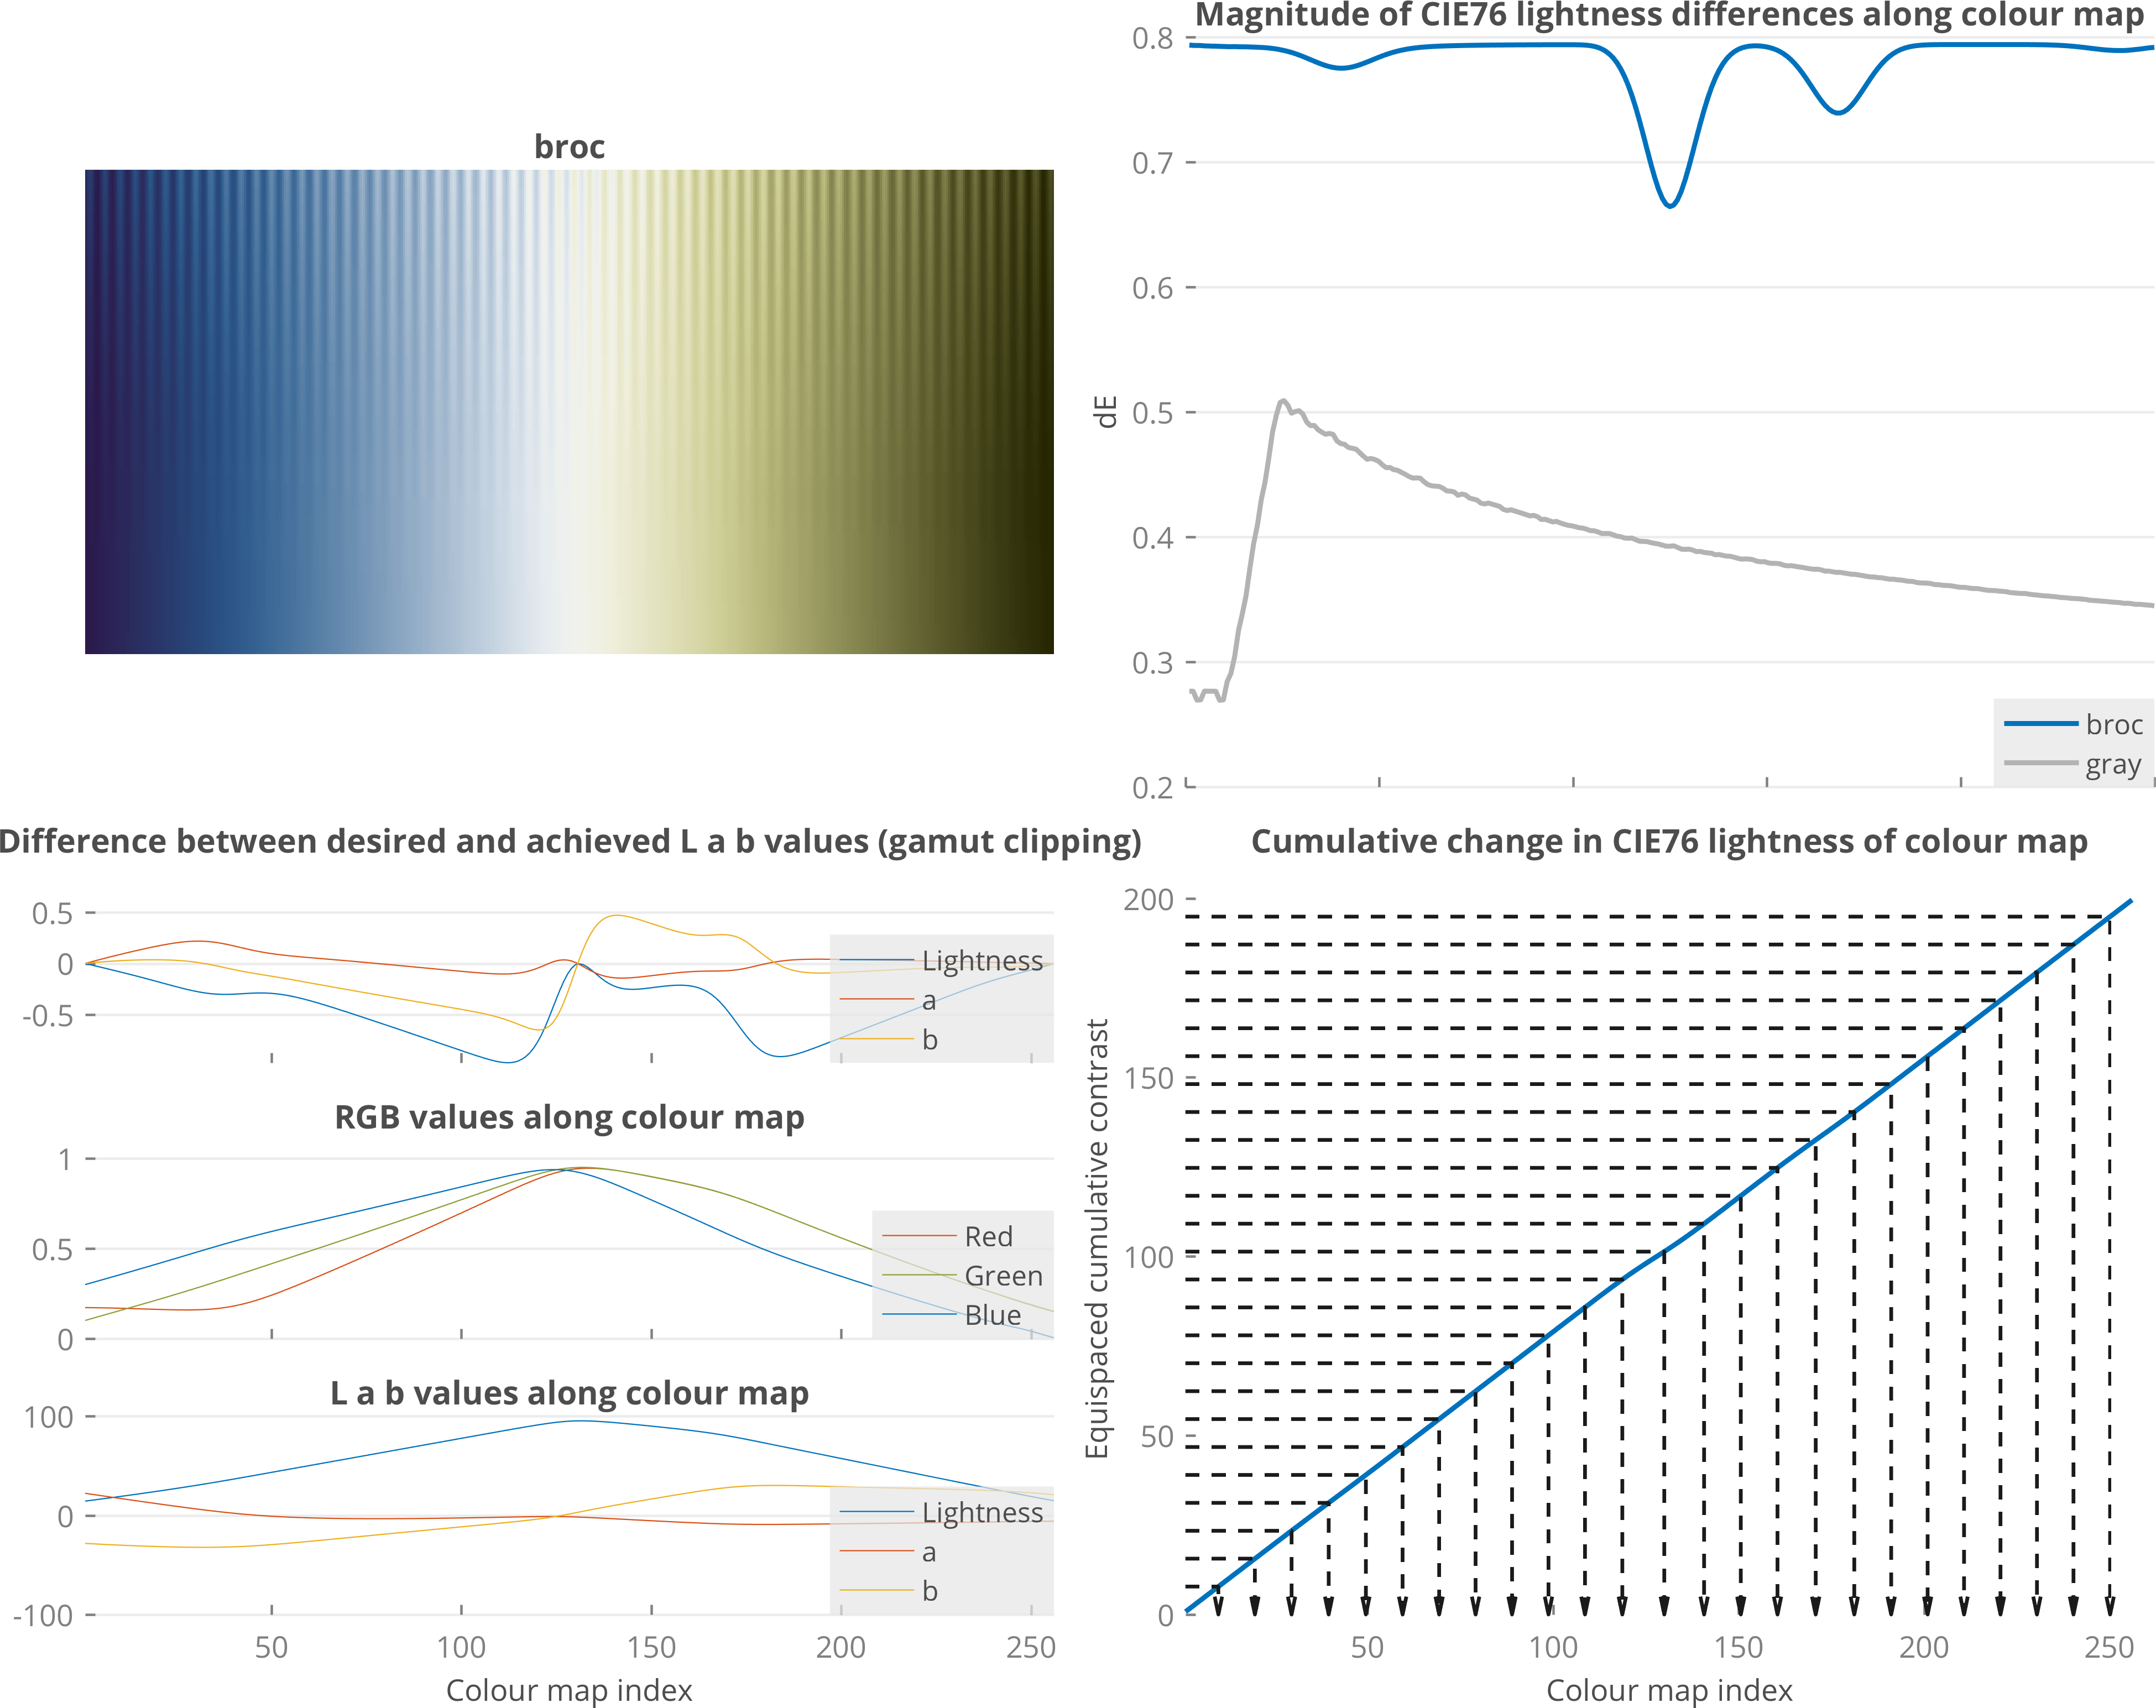 broc
Magnitude of CIE76 lightness differences along colour map
0.8
0.7
0.6
0.5
0.4
0.3
0.2
dE
broc
gray
Difference between desired and achieved L a b values (gamut clipping)
0.5
0
-0.5
Lightness
a
b
RGB values along colour map
1
0.5
0
Red
Green
Blue
L a b values along colour map
100
0
-100
Lightness
a
b
50 100 150 200 250
Colour map index
Cumulative change in CIE76 lightness of colour map
200
150
100
50
0
Equispaced cumulative contrast
50 100 150 200 250
Colour map index